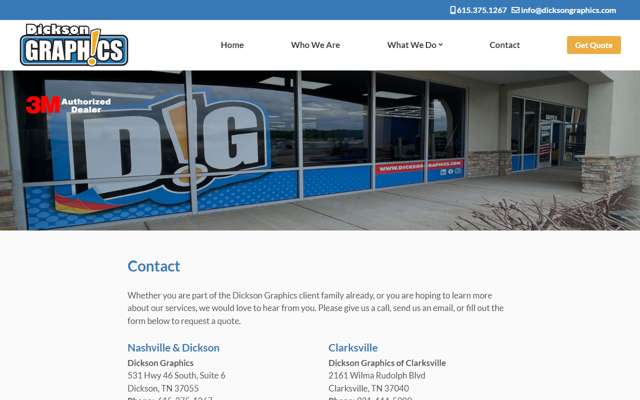 615.375.1267 info@dicksongraphics.com
Dickson
GRAPH!CS
Home
Who We Are
What We Do
Contact
Get Quote
3M Authorized
Dealer
D!G
WWW.DICKSONGRAPHICS.COM
Contact
Whether you are part of the Dickson Graphics client family already, or you are hoping to learn more
about our services, we would love to hear from you. Please give us a call, send us an email, or fill out the
form below to request a quote.
Nashville & Dickson
Dickson Graphics
531 Hwy 46 South, Suite 6
Dickson, TN 37055
Clarksville
Dickson Graphics of Clarksville
2161 Wilma Rudolph Blvd
Clarksville, TN 37040